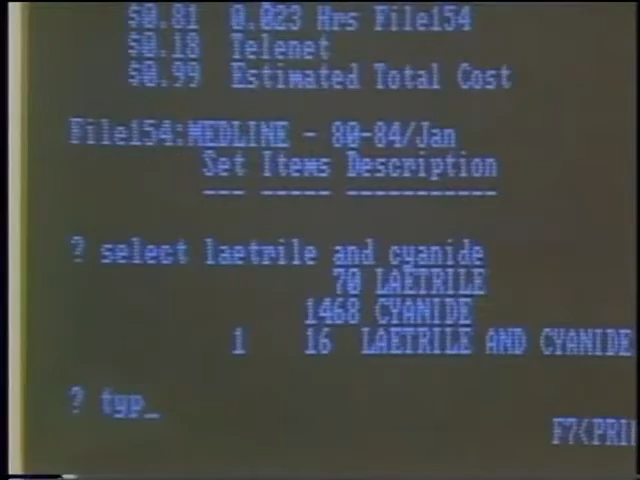 $0.81 0.023 Hrs File154
$0.18 Telenet
$0.99 Estimated Total Cost
File154:MEDLINE - 80-84/Jan
Set Items Description
--- ----- -----------
? select laetrile and cyanide
70 LAETRILE
1468 CYANIDE
1 16 LAETRILE AND CYANIDE
? typ_
F7<PRI